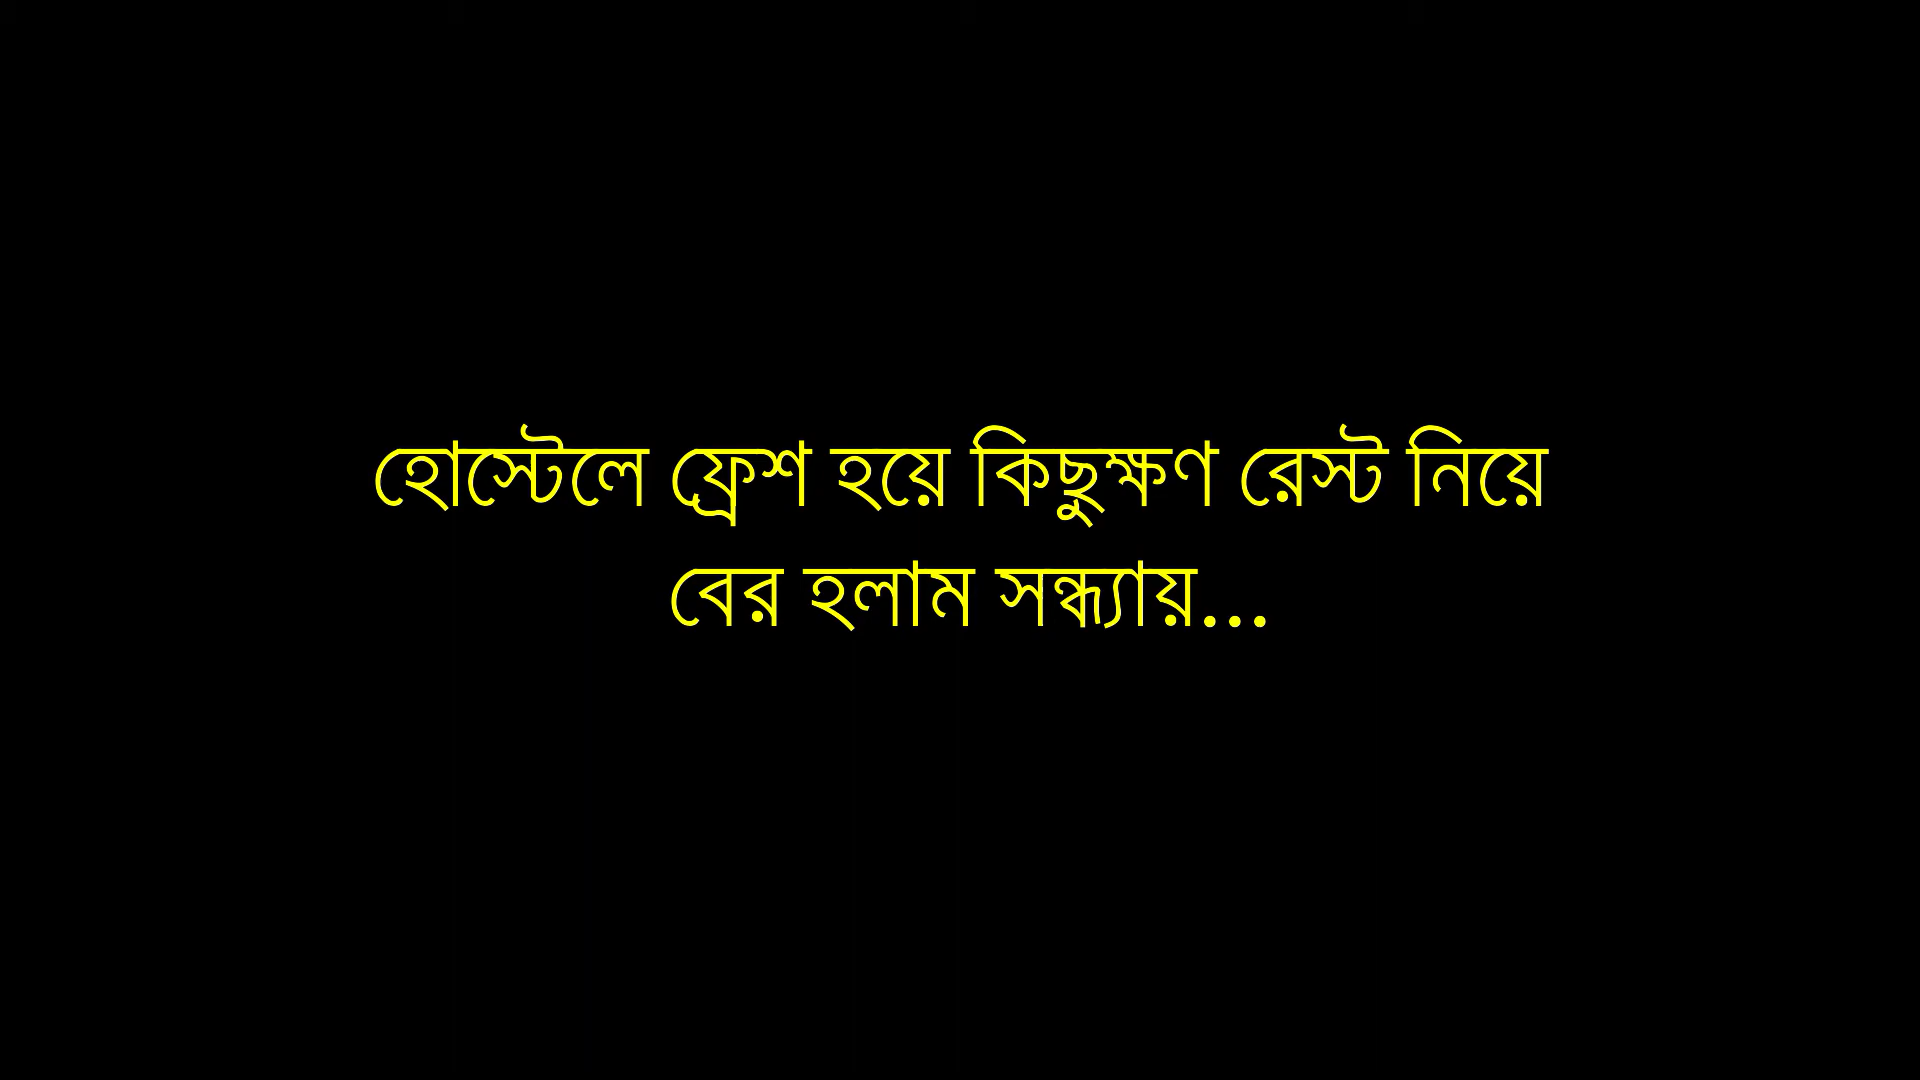 হোস্টেলে ফ্রেশ হয়ে কিছুক্ষণ রেস্ট নিয়ে
বের হলাম সন্ধ্যায়...